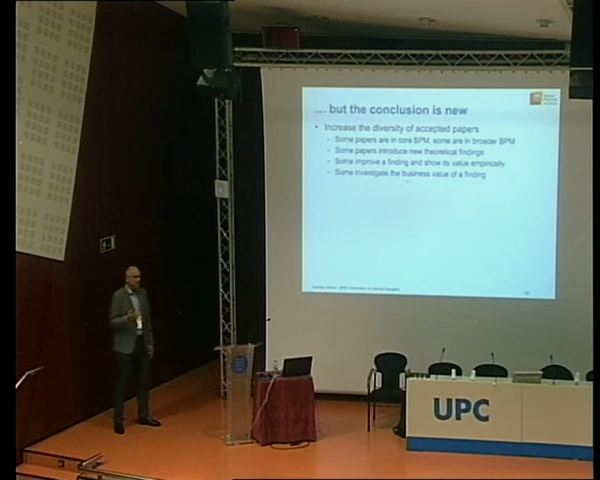 ... but the conclusion is new
• Increase the diversity of accepted papers
- Some papers are in core BPM, some are in broader BPM
- Some papers introduce new theoretical findings
- Some improve a finding and show its value empirically
- Some investigate the business value of a finding
UPC